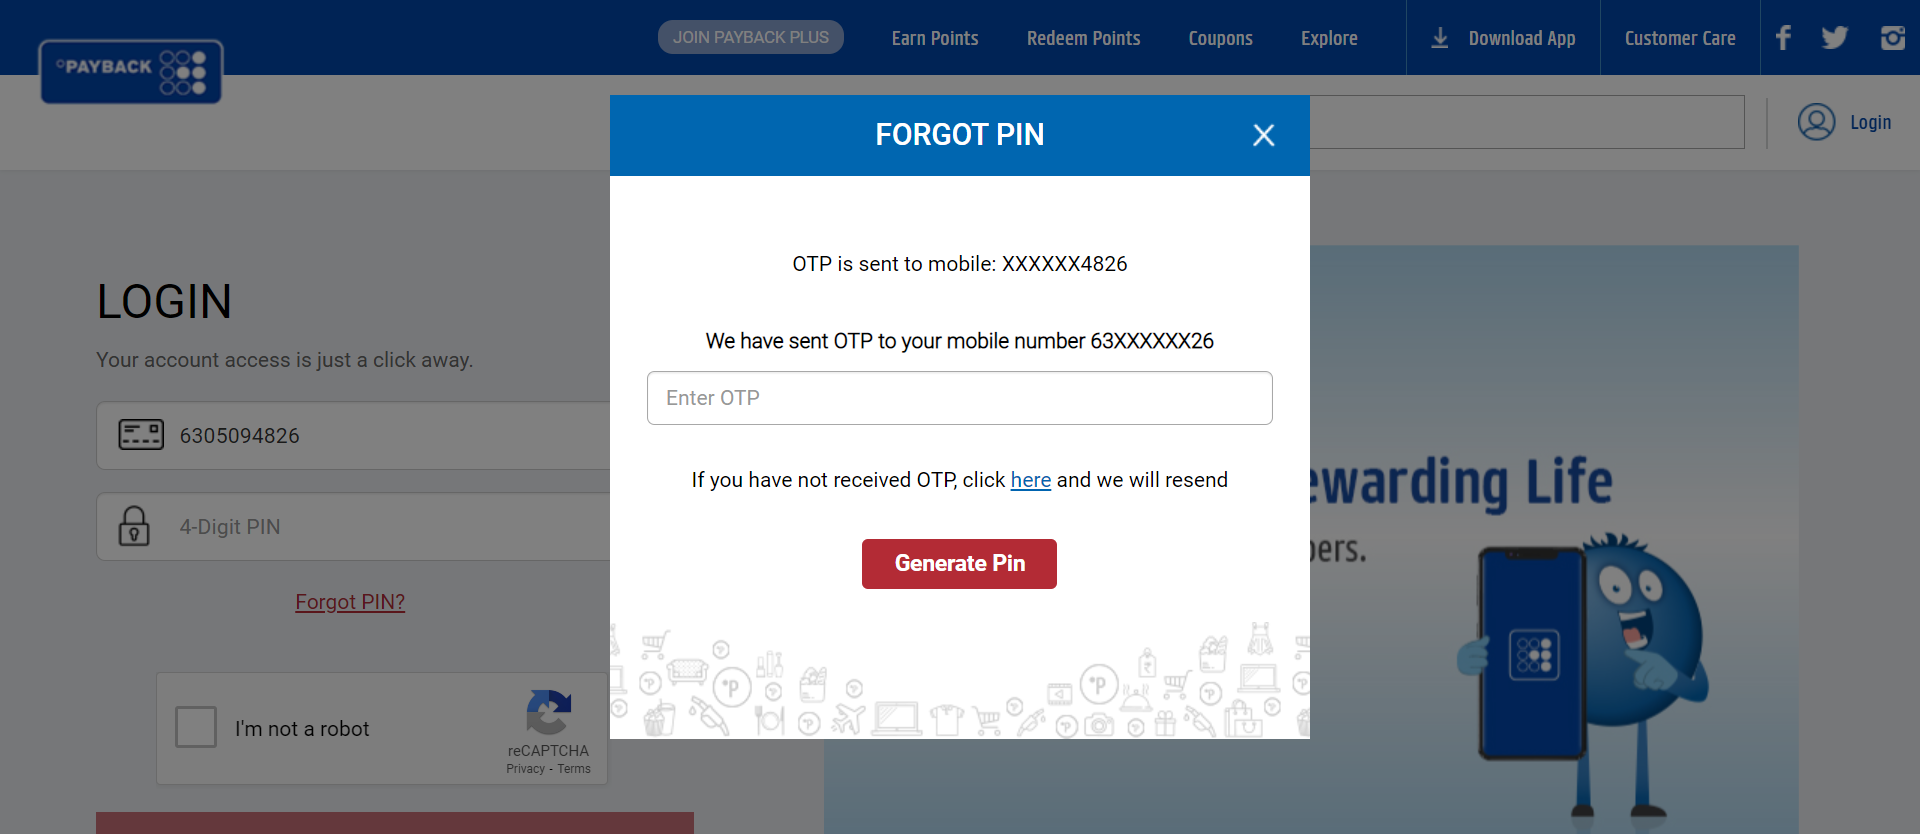 JOIN PAYBACK PLUS
Earn Points
Redeem Points
Coupons
Explore
Download App
Customer Care
°PAYBACK
Login
FORGOT PIN
OTP is sent to mobile: XXXXXX4826
We have sent OTP to your mobile number 63XXXXXX26
Enter OTP
If you have not received OTP, click here and we will resend
Generate Pin
LOGIN
Your account access is just a click away.
6305094826
4-Digit PIN
Forgot PIN?
I'm not a robot
reCAPTCHA
Privacy - Terms
Life